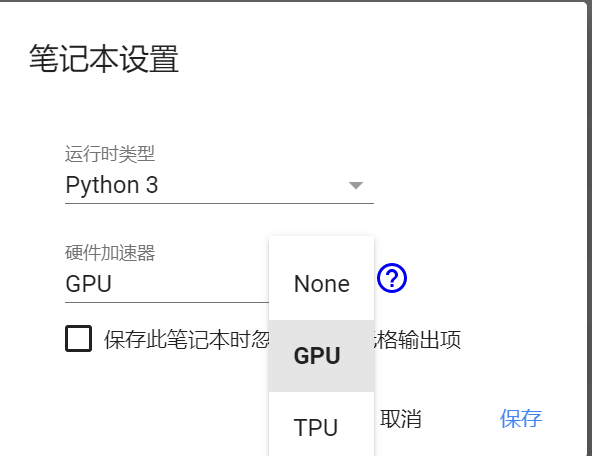 笔记本设置
运行时类型
Python 3
硬件加速器
GPU
None
保存此笔记本时忽
格输出项
GPU
取消
保存
TPU